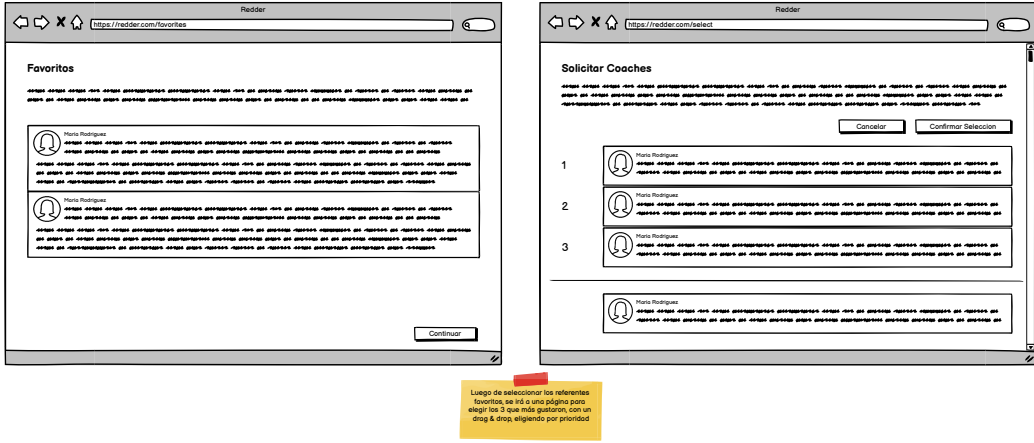 Redder
https://redder.com/favorites
Favoritos
Maria Rodriguez
Maria Rodriguez
Continuar
Redder
https://redder.com/select
Solicitar Coaches
Cancelar
Confirmar Seleccion
1
Maria Rodriguez
2
Maria Rodriguez
3
Maria Rodriguez
Maria Rodriguez
Luego de seleccionar los referentes
favoritos, se irá a una página para
elegir los 3 que más gustaron, con un
drag & drop, eligiendo por prioridad